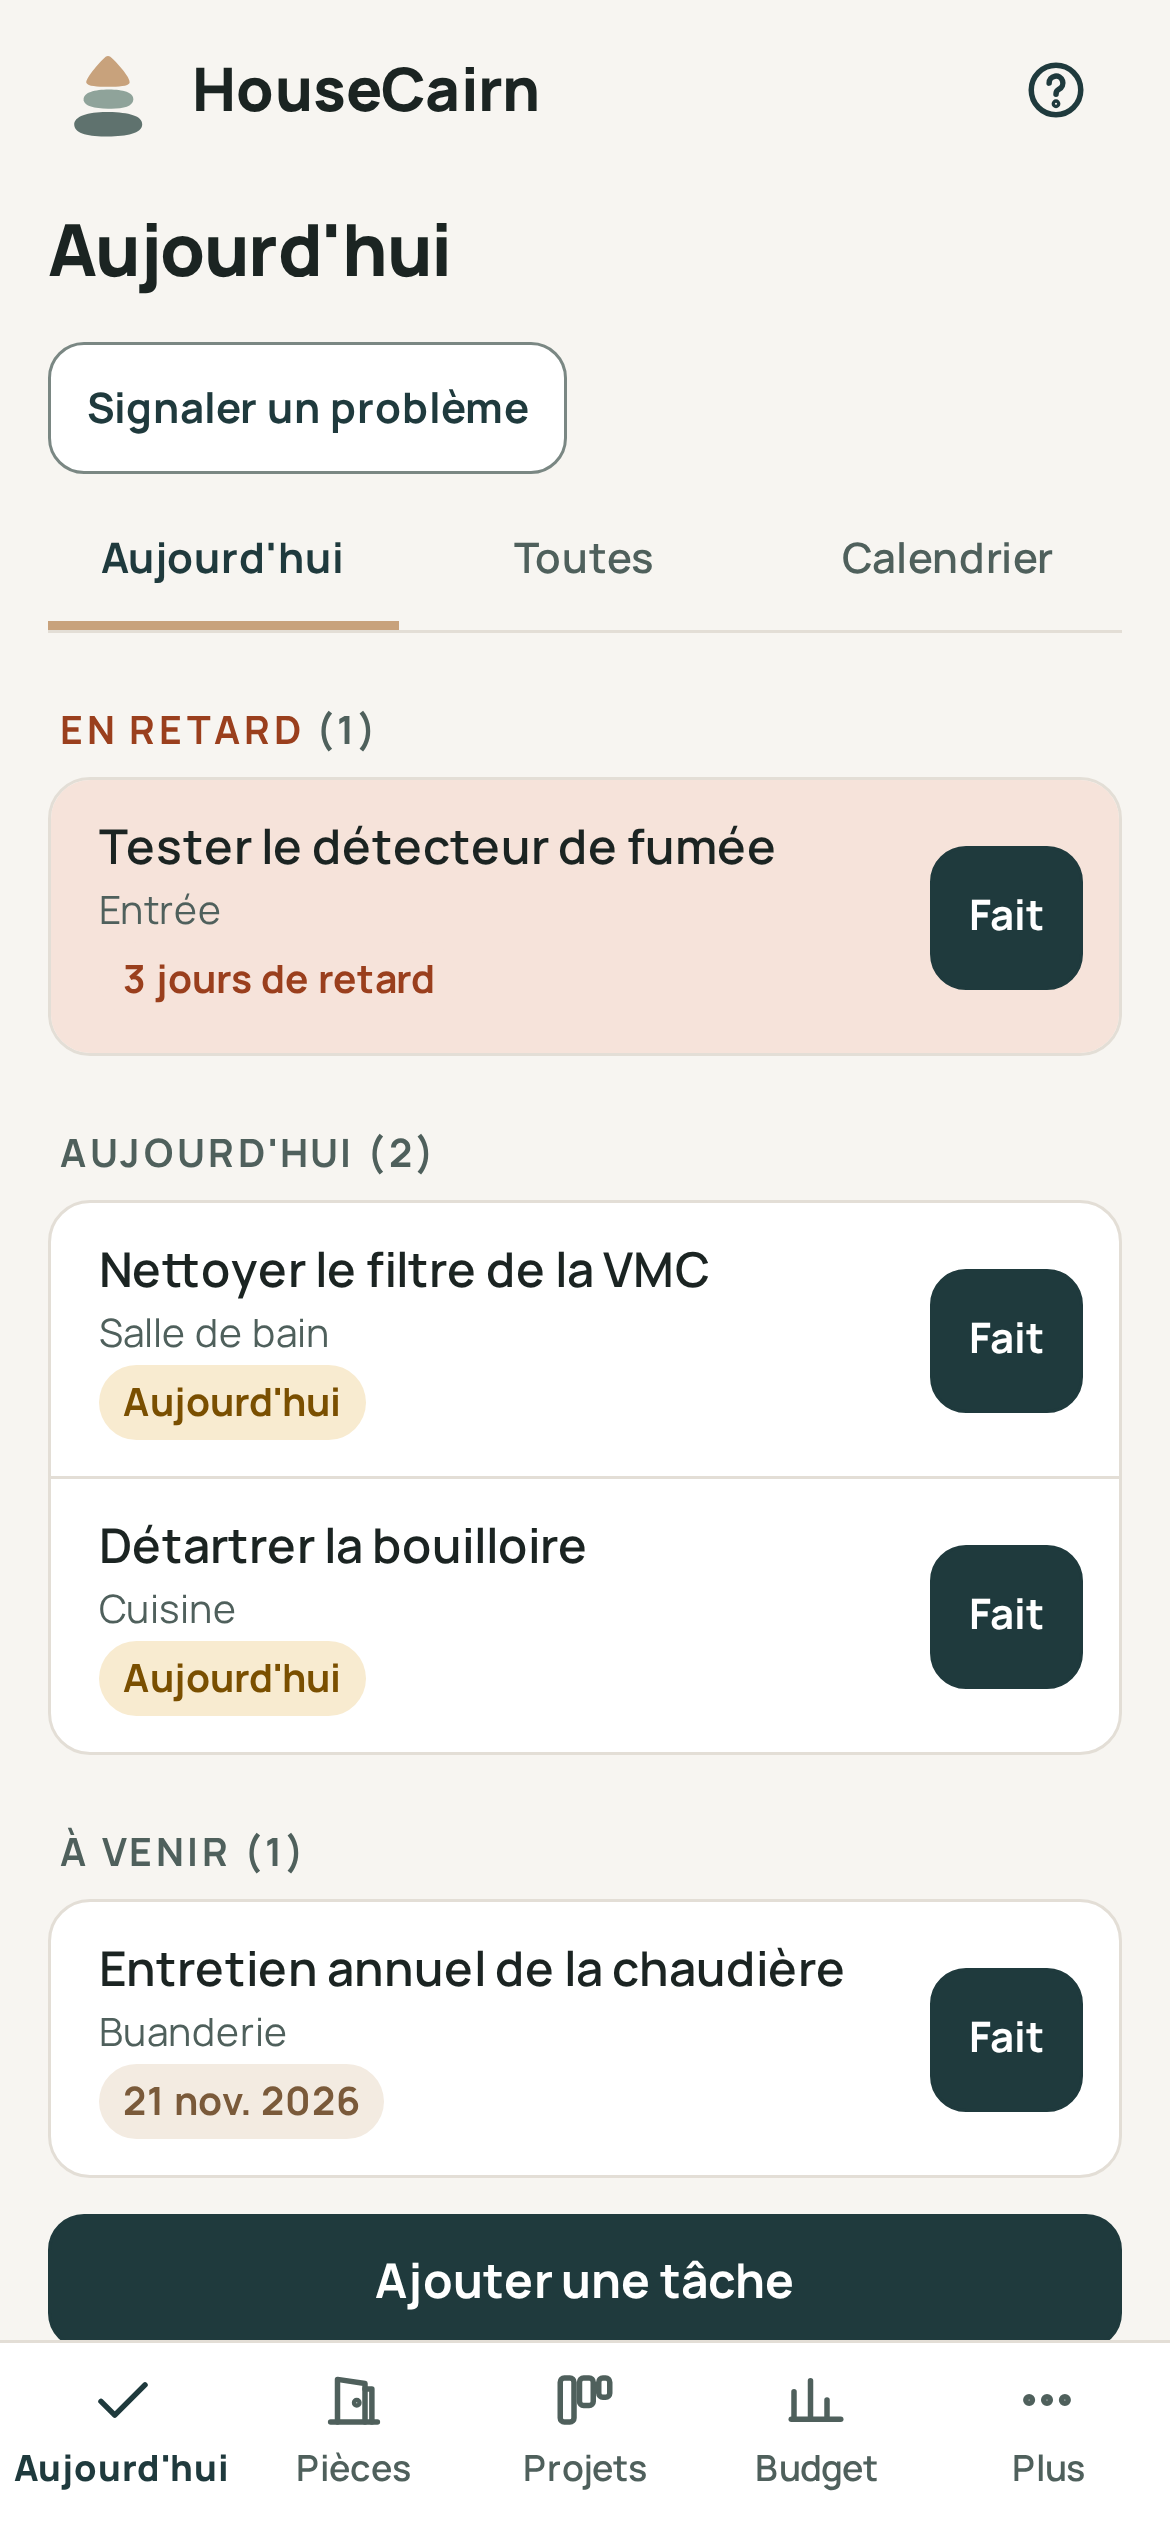 HouseCairn
Aujourd'hui
Signaler un problème
Aujourd'hui
Toutes
Calendrier
EN RETARD (1)
Tester le détecteur de fumée
Entrée
3 jours de retard
Fait
AUJOURD'HUI (2)
Nettoyer le filtre de la VMC
Salle de bain
Aujourd'hui
Fait
Détartrer la bouilloire
Cuisine
Aujourd'hui
Fait
À VENIR (1)
Entretien annuel de la chaudière
Buanderie
21 nov. 2026
Fait
Ajouter une tâche
Aujourd'hui
Pièces
Projets
Budget
Plus